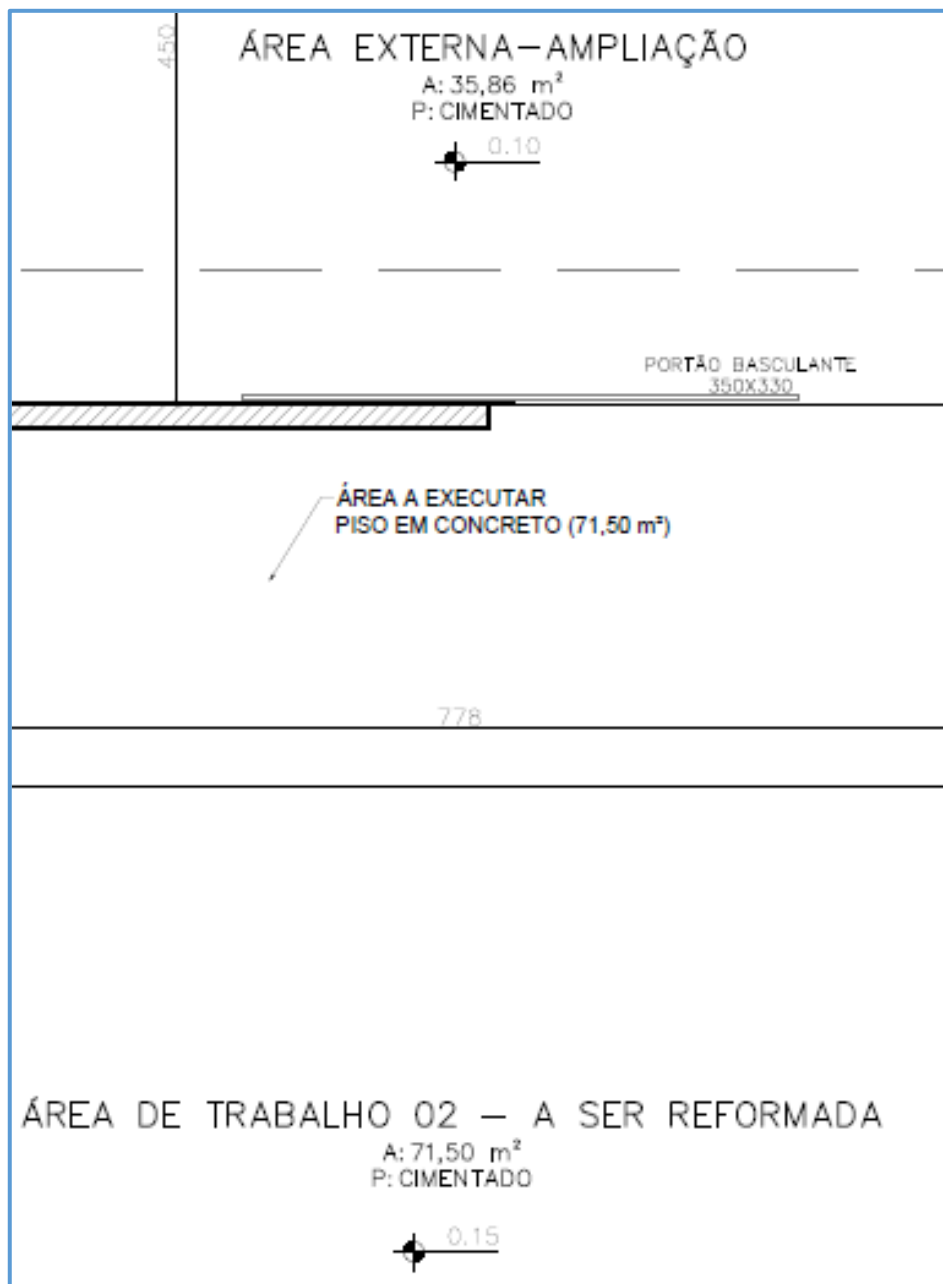 450
ÁREA EXTERNA-AMPLIAÇÃO
A: 35,86 m²
P: CIMENTADO
0.10
PORTÃO BASCULANTE
350X330
ÁREA A EXECUTAR
PISO EM CONCRETO (71,50 m²)
778
ÁREA DE TRABALHO 02 – A SER REFORMADA
A: 71,50 m²
P: CIMENTADO
0.15